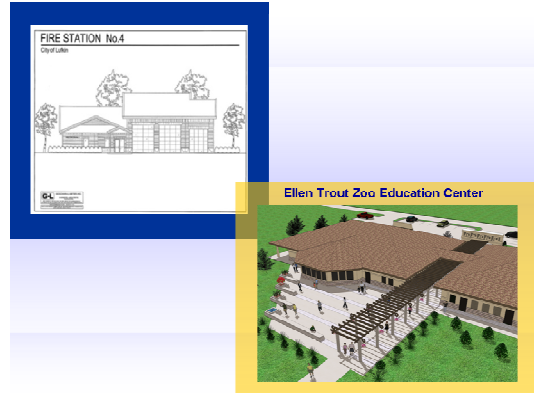 FIRE STATION No.4
City of Lufkin
G-L
Ellen Trout Zoo Education Center